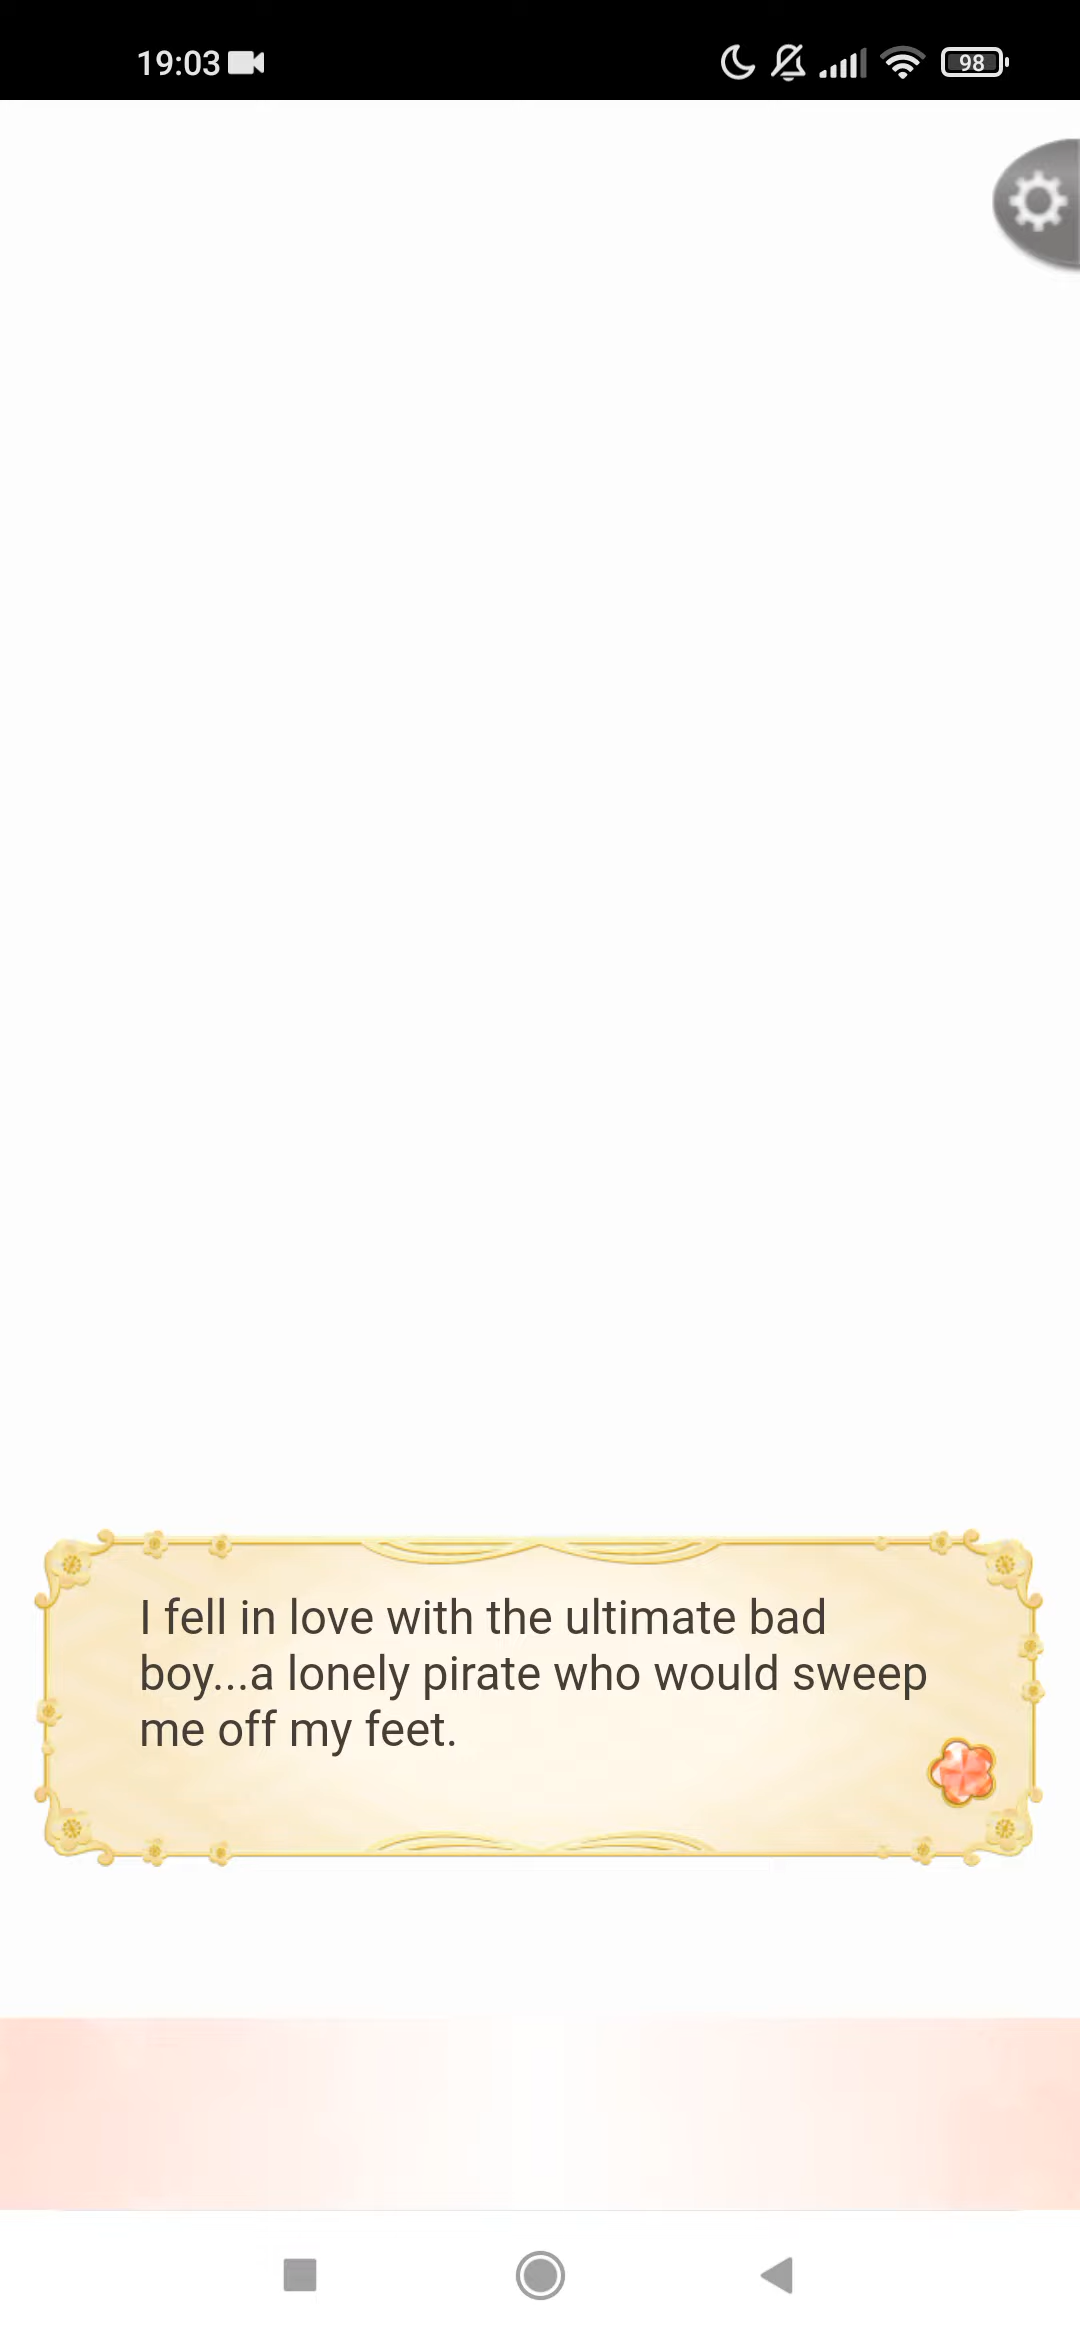 19:03
98
I fell in love with the ultimate bad
boy...a lonely pirate who would sweep
me off my feet.